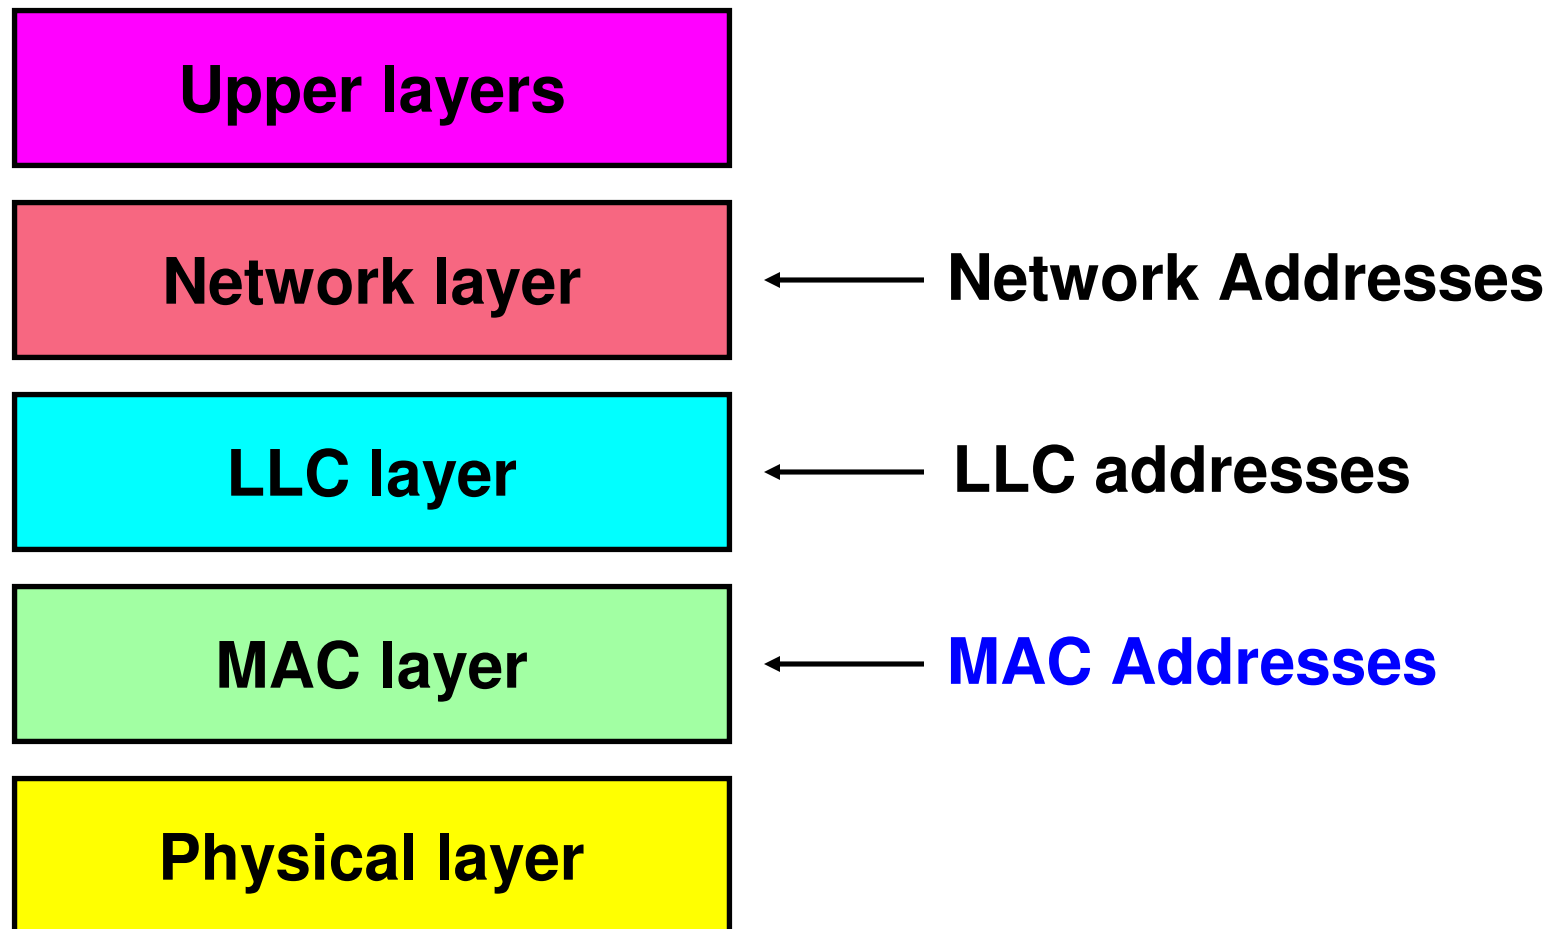 Upper layers
Network layer
Network Addresses
LLC layer
LLC addresses
MAC layer
MAC Addresses
Physical layer